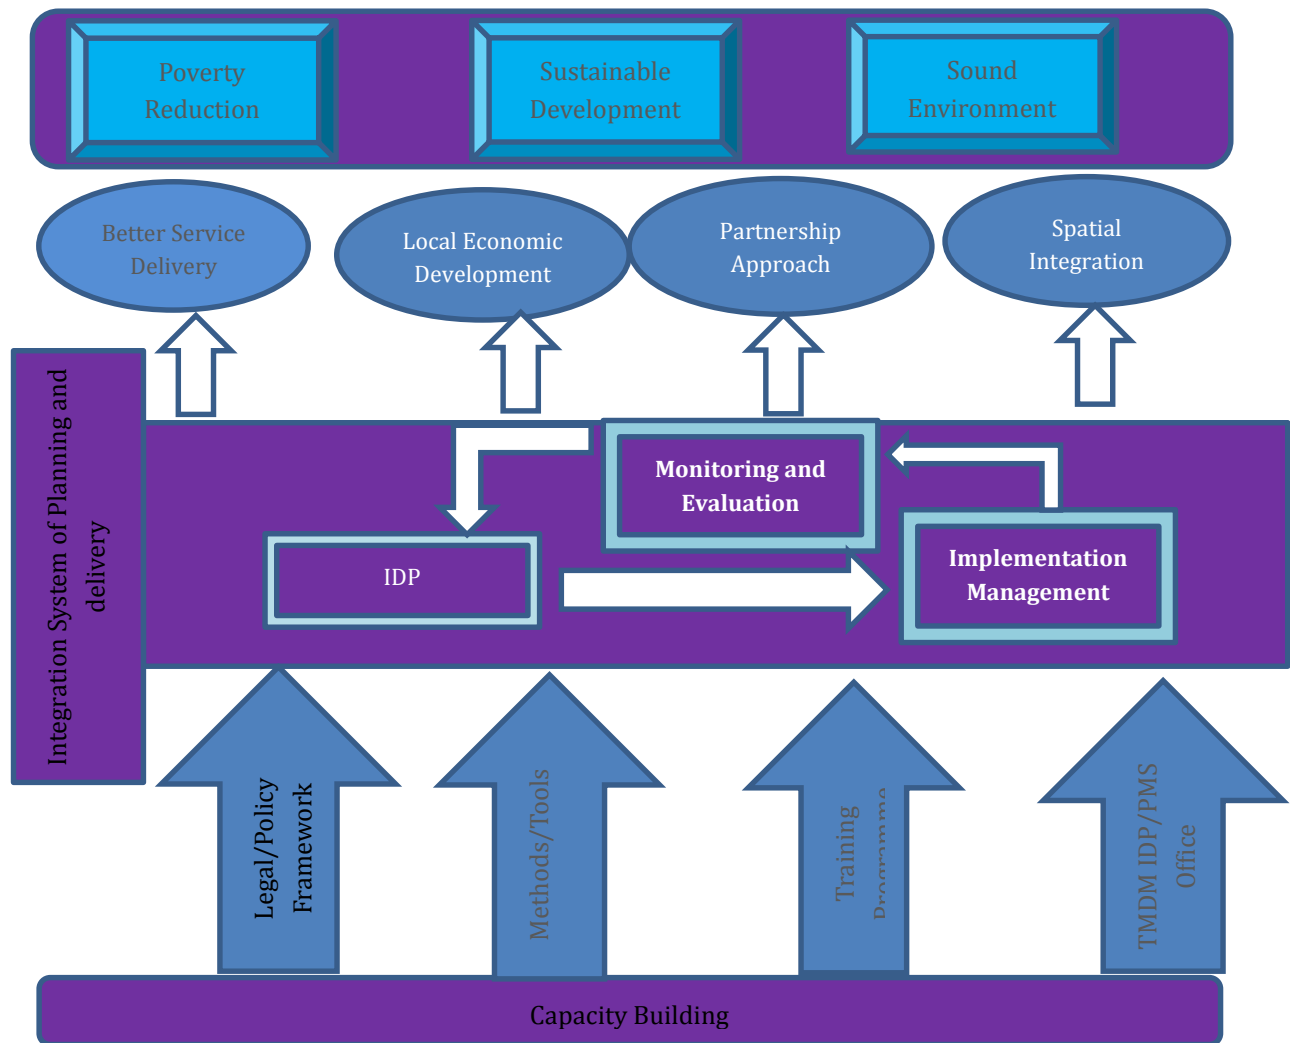 Poverty
Reduction
Sustainable
Development
Sound
Environment
Better Service
Delivery
Local Economic
Development
Partnership
Approach
Spatial
Integration
Integration System of Planning and
delivery
Monitoring and
Evaluation
IDP
Implementation
Management
Legal/Policy
Framework
Methods/Tools
Training
Programme
TMDM IDP/PMS
Office
Capacity Building